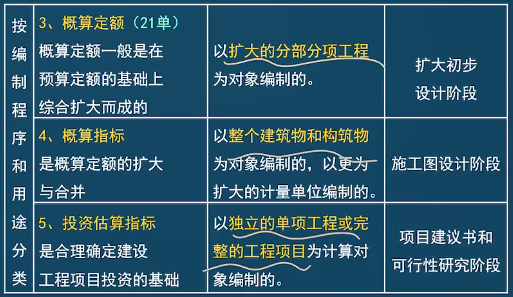 按编制程序和用途分类
3、概算定额（21单）
概算定额一般是在
预算定额的基础上
综合扩大而成的
以扩大的分部分项工程
为对象编制的。
扩大初步
设计阶段
4、概算指标
是概算定额的扩大
与合并
以整个建筑物和构筑物
为对象编制的，以更为
扩大的计量单位编制的。
施工图设计阶段
5、投资估算指标
是合理确定建设
工程项目投资的基础
以独立的单项工程或完
整的工程项目为计算对
象编制的。
项目建议书和
可行性研究阶段